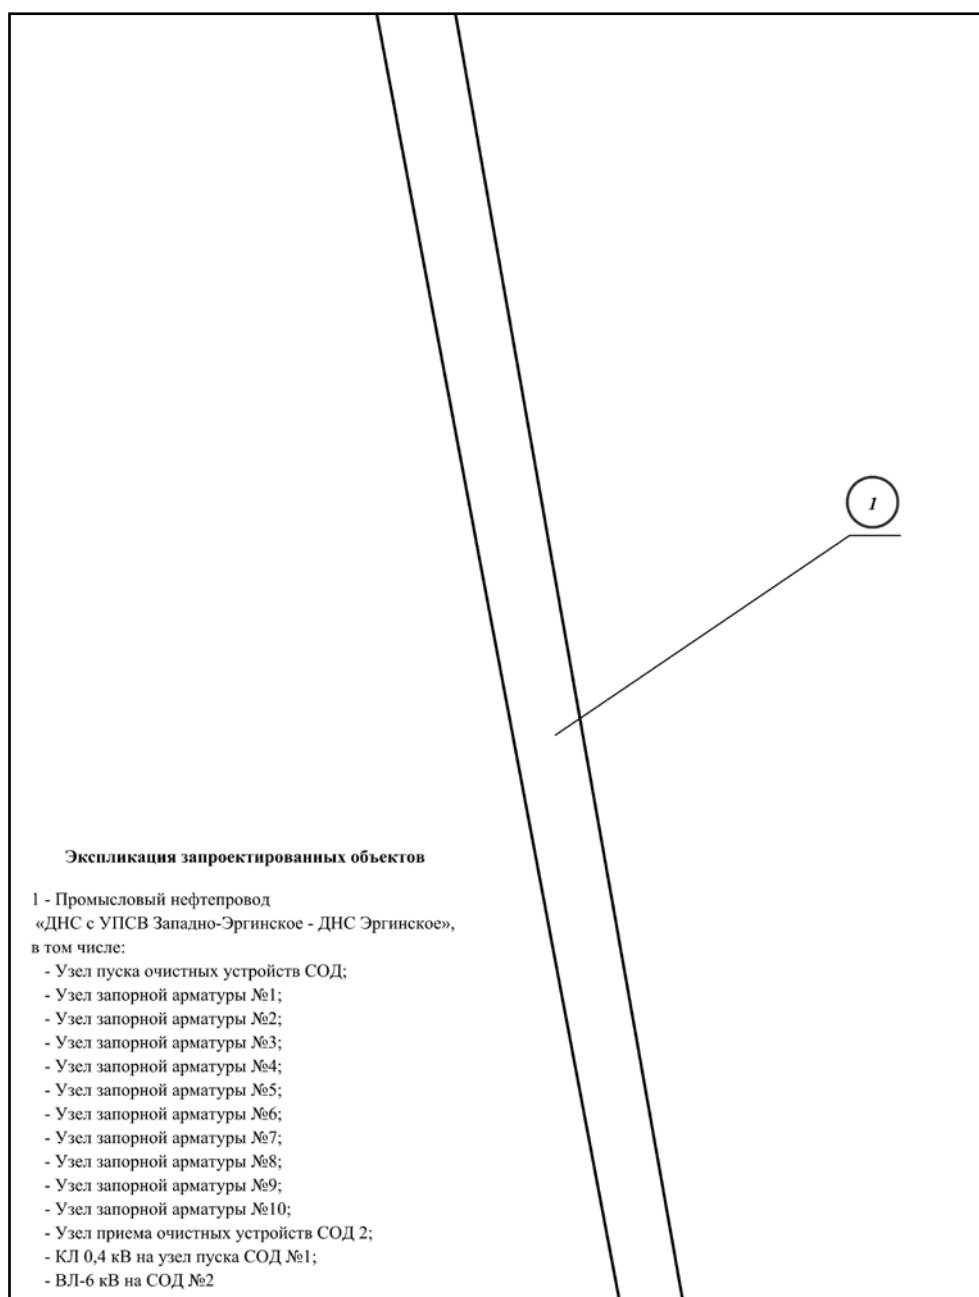 1
Экспликация запроектированных объектов
1 - Промысловый нефтепровод
«ДНС с УПСВ Западно-Эргинское - ДНС Эргинское»,
в том числе:
- Узел пуска очистных устройств СОД;
- Узел запорной арматуры №1;
- Узел запорной арматуры №2;
- Узел запорной арматуры №3;
- Узел запорной арматуры №4;
- Узел запорной арматуры №5;
- Узел запорной арматуры №6;
- Узел запорной арматуры №7;
- Узел запорной арматуры №8;
- Узел запорной арматуры №9;
- Узел запорной арматуры №10;
- Узел приема очистных устройств СОД 2;
- КЛ 0,4 кВ на узел пуска СОД №1;
- ВЛ-6 кВ на СОД №2